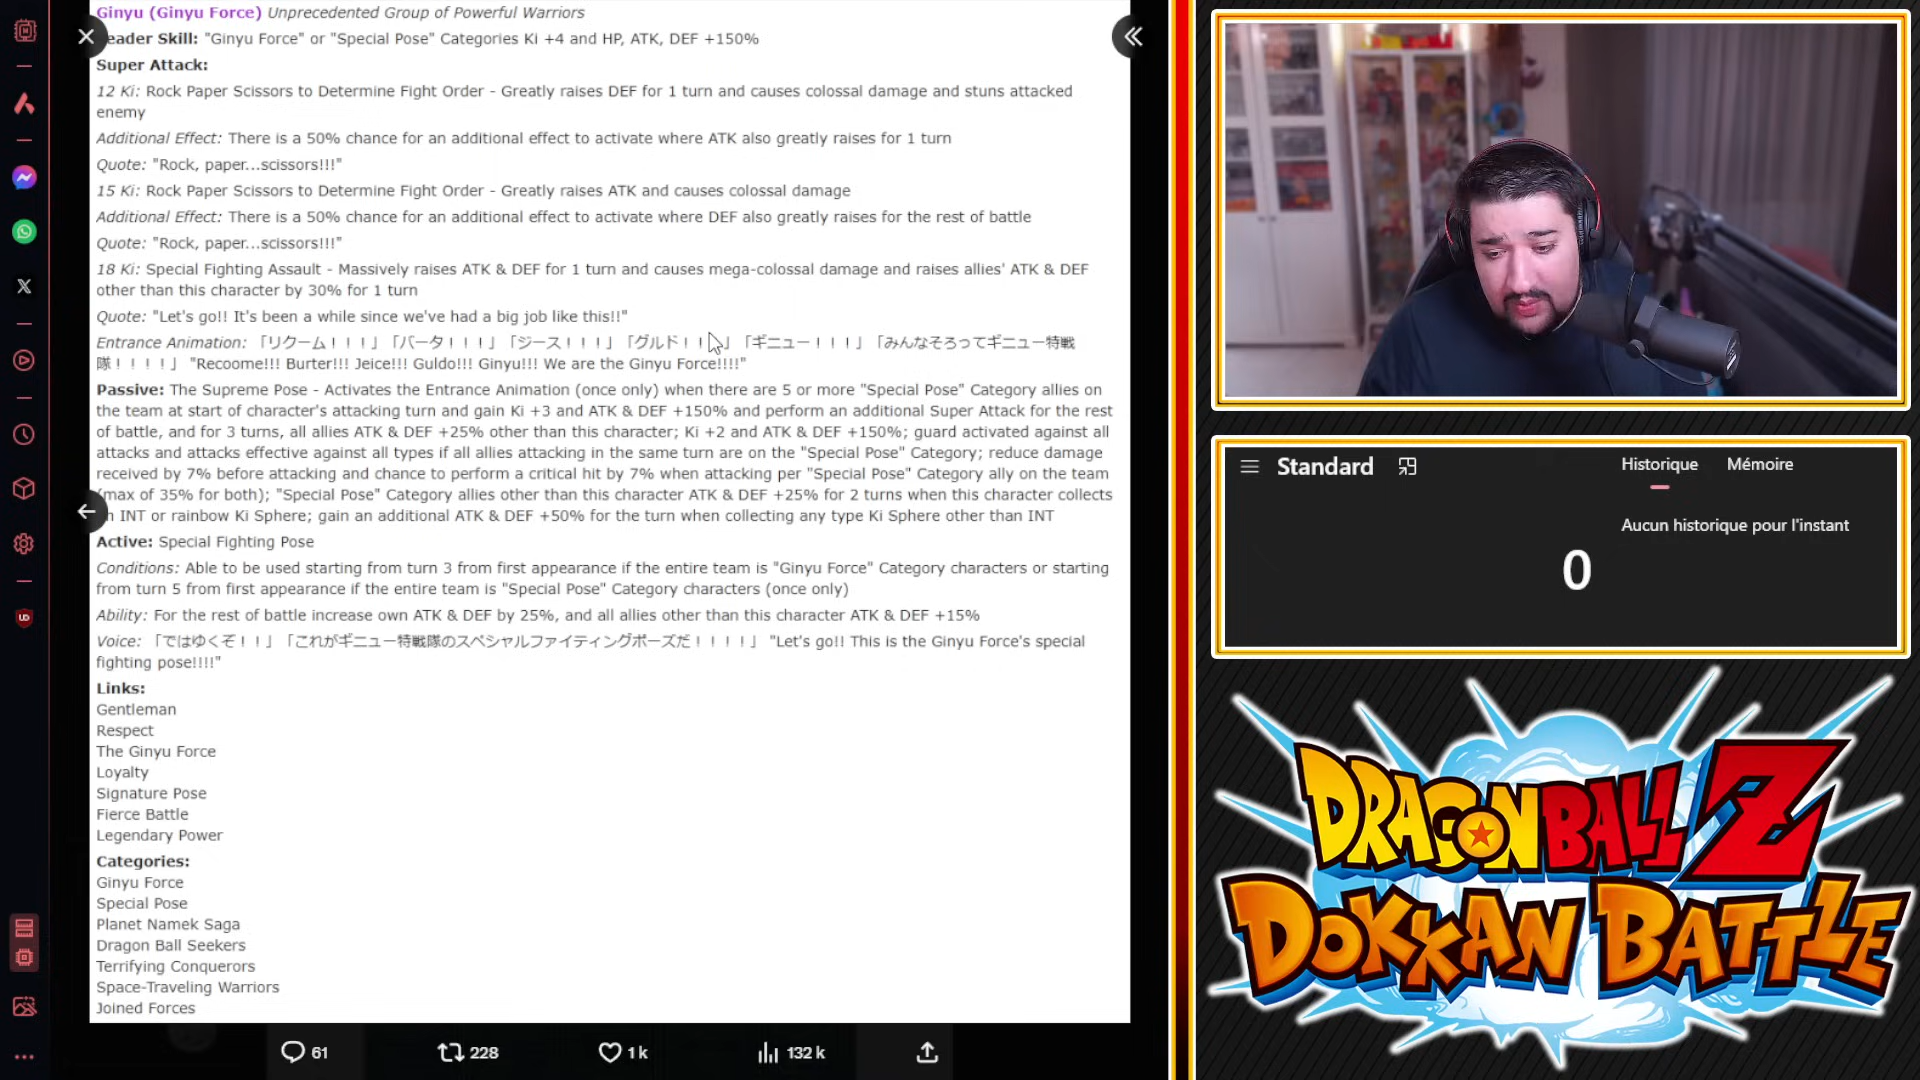 Ginyu (Ginyu Force) Unprecedented Group of Powerful Warriors
eader Skill: "Ginyu Force" or "Special Pose" Categories Ki +4 and HP, ATK, DEF +150%
Super Attack:
12 Ki: Rock Paper Scissors to Determine Fight Order - Greatly raises DEF for 1 turn and causes colossal damage and stuns attacked
enemy
Additional Effect: There is a 50% chance for an additional effect to activate where ATK also greatly raises for 1 turn
Quote: "Rock, paper...scissors!!!"
15 Ki: Rock Paper Scissors to Determine Fight Order - Greatly raises ATK and causes colossal damage
Additional Effect: There is a 50% chance for an additional effect to activate where DEF also greatly raises for the rest of battle
Quote: "Rock, paper...scissors!!!"
18 Ki: Special Fighting Assault - Massively raises ATK & DEF for 1 turn and causes mega-colossal damage and raises allies' ATK & DEF
other than this character by 30% for 1 turn
Quote: "Let's go!! It's been a while since we've had a big job like this!!"
Entrance Animation: 「リクーム！！！」「バータ！！！」「ジース！！！」「グルド！！！」「ギニュー！！！」「みんなそろってギニュー特戦
隊！！！！」 "Recoome!!! Burter!!! Jeice!!! Guldo!!! Ginyu!!! We are the Ginyu Force!!!!"
Passive: The Supreme Pose - Activates the Entrance Animation (once only) when there are 5 or more "Special Pose" Category allies on
the team at start of character's attacking turn and gain Ki +3 and ATK & DEF +150% and perform an additional Super Attack for the rest
of battle, and for 3 turns, all allies ATK & DEF +25% other than this character; Ki +2 and ATK & DEF +150%; guard activated against all
attacks and attacks effective against all types if all allies attacking in the same turn are on the "Special Pose" Category; reduce damage
received by 7% before attacking and chance to perform a critical hit by 7% when attacking per "Special Pose" Category ally on the team
(max of 35% for both); "Special Pose" Category allies other than this character ATK & DEF +25% for 2 turns when this character collects
n INT or rainbow Ki Sphere; gain an additional ATK & DEF +50% for the turn when collecting any type Ki Sphere other than INT
Active: Special Fighting Pose
Conditions: Able to be used starting from turn 3 from first appearance if the entire team is "Ginyu Force" Category characters or starting
from turn 5 from first appearance if the entire team is "Special Pose" Category characters (once only)
Ability: For the rest of battle increase own ATK & DEF by 25%, and all allies other than this character ATK & DEF +15%
Voice: 「ではゆくぞ！！」「これがギニュー特戦隊のスペシャルファイティングポーズだ！！！！」 "Let's go!! This is the Ginyu Force's special
fighting pose!!!!"
Links:
Gentleman
Respect
The Ginyu Force
Loyalty
Signature Pose
Fierce Battle
Legendary Power
Categories:
Ginyu Force
Special Pose
Planet Namek Saga
Dragon Ball Seekers
Terrifying Conquerors
Space-Traveling Warriors
Joined Forces
61 228 1 k 132 k
Standard
Historique Mémoire
Aucun historique pour l'instant
0
DRAGON BALL Z
DOKKAN BATTLE